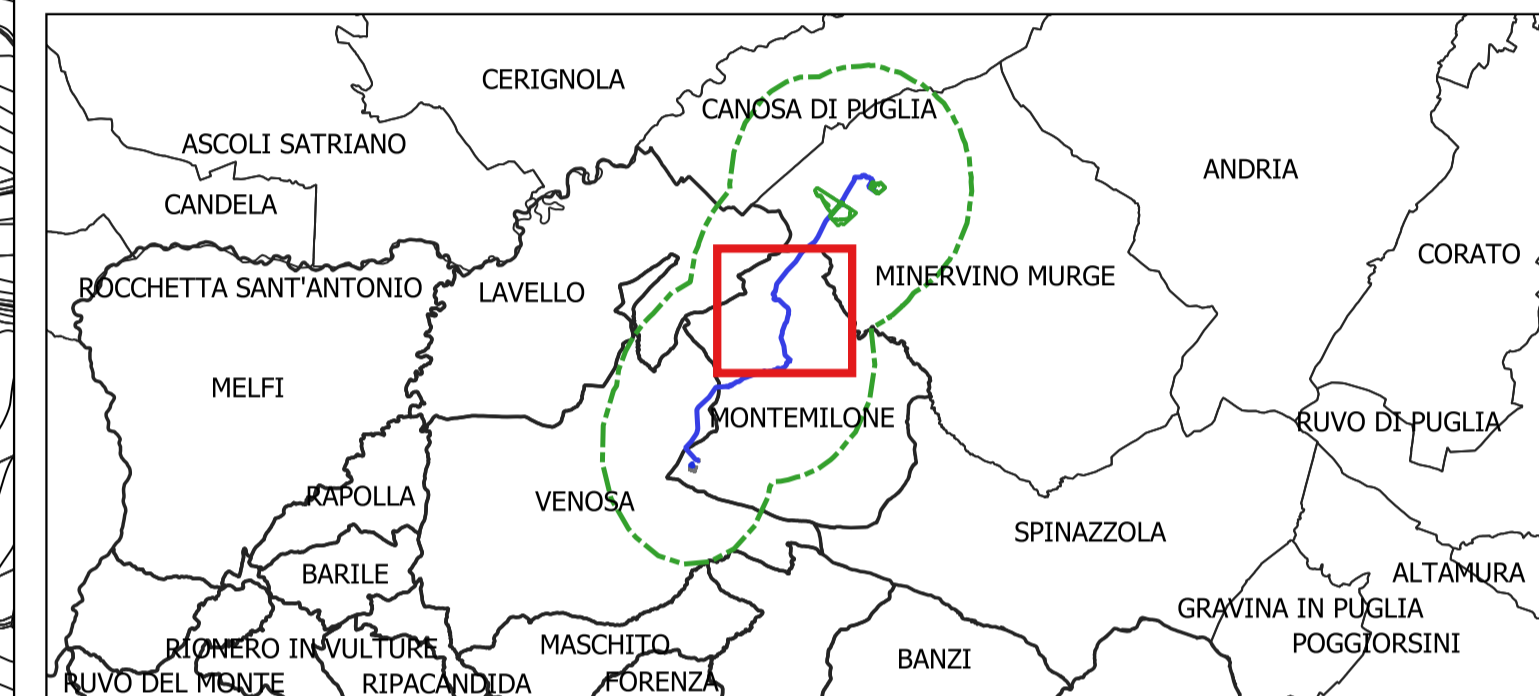 CERIGNOLA
CANOSA DI PUGLIA
ASCOLI SATRIANO
ANDRIA
CANDELA
CORATO
MINERVINO MURGE
ROCCHETTA SANT'ANTONIO
LAVELLO
MELFI
MONTEMILONE
RUVO DI PUGLIA
RAPOLLA
VENOSA
SPINAZZOLA
BARILE
ALTAMURA
GRAVINA IN PUGLIA
POGGIORSINI
RIONERO IN VULTURE
MASCHITO
BANZI
RUVO DEL MONTE
RIPACANDIDA
FORENZA